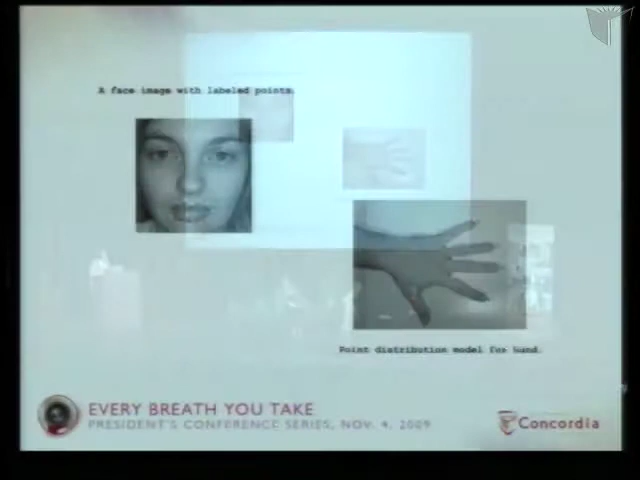 A face image with labeled points.
Point distribution model for hand.
EVERY BREATH YOU TAKE
PRESIDENT'S CONFERENCE SERIES, NOV. 4, 2009
Concordia